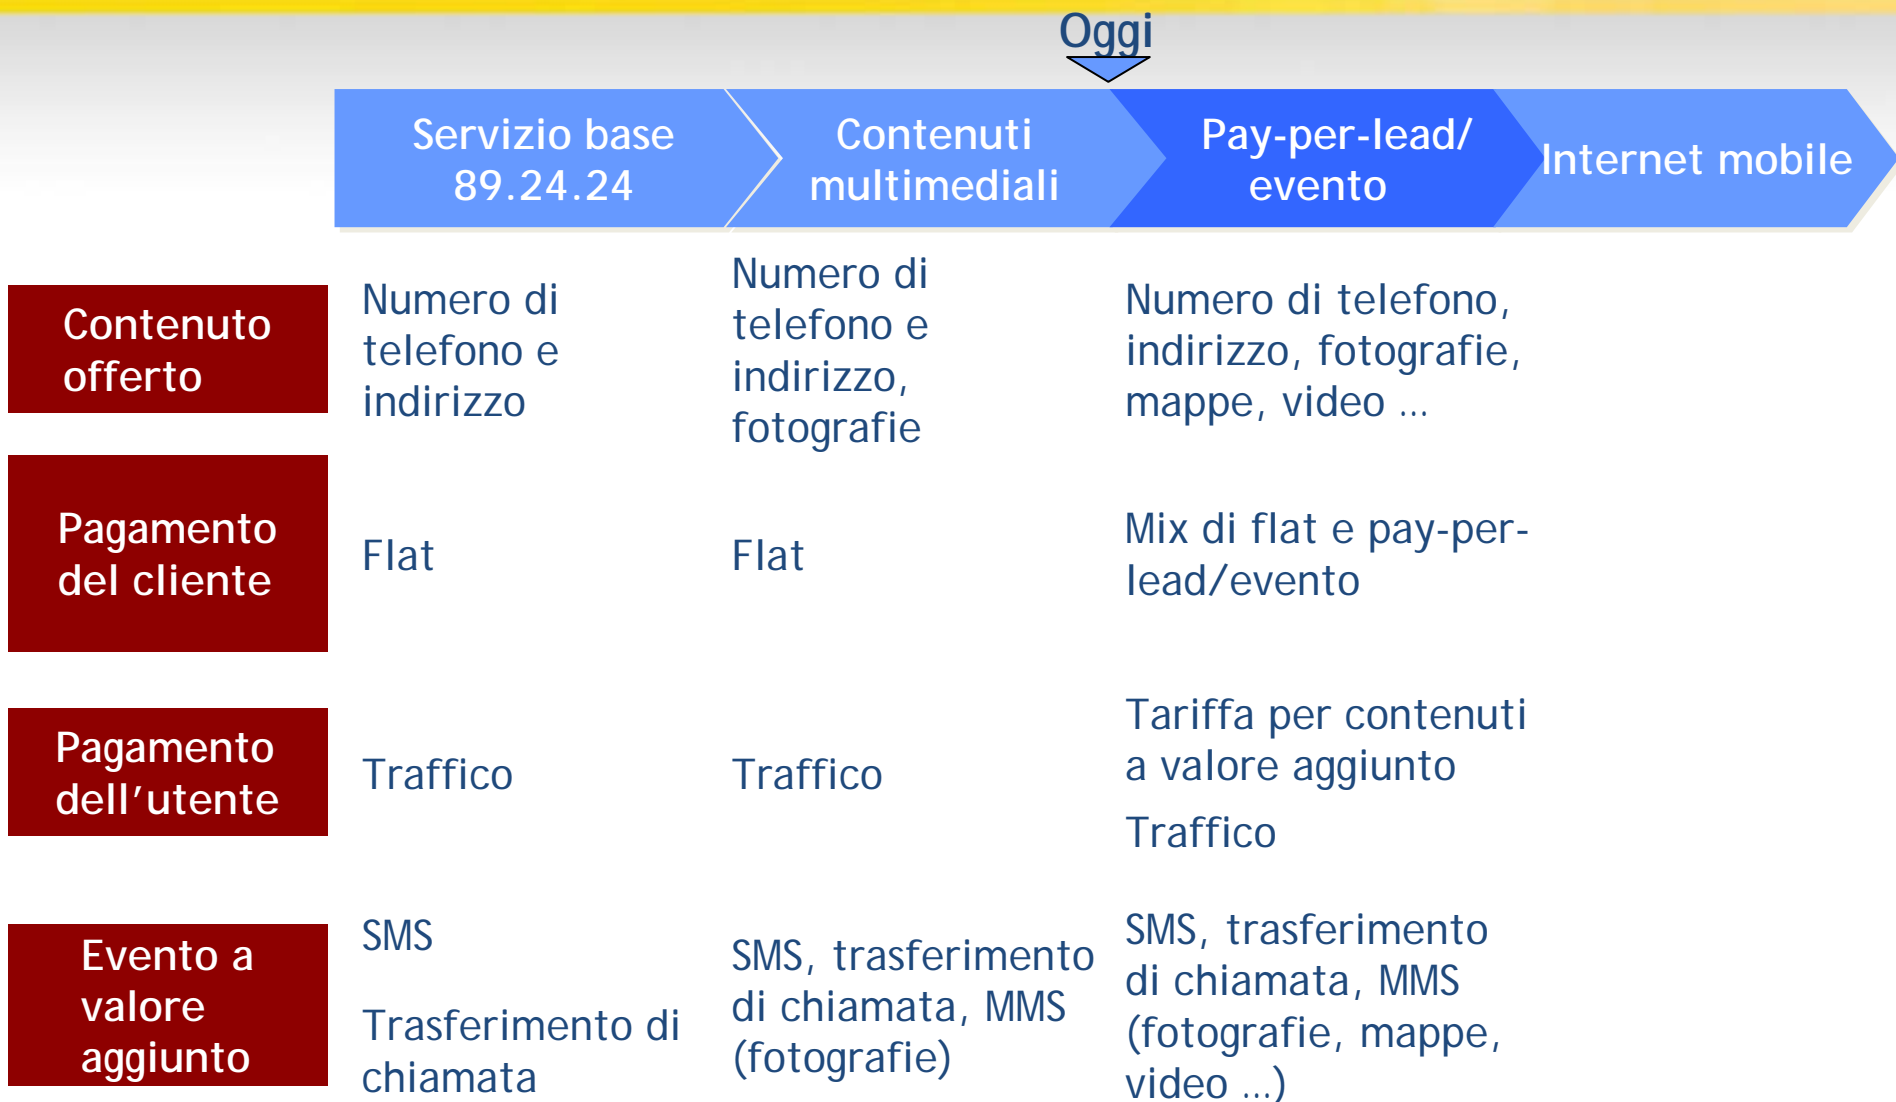 Oggi
Servizio base
89.24.24
Contenuti
multimediali
Pay-per-lead/
evento
Internet mobile
Contenuto
offerto
Numero di
telefono e
indirizzo
Numero di
telefono e
indirizzo,
fotografie
Numero di telefono,
indirizzo, fotografie,
mappe, video ...
Pagamento
del cliente
Flat
Flat
Mix di flat e pay-per-
lead/evento
Pagamento
dell'utente
Traffico
Traffico
Tariffa per contenuti
a valore aggiunto
Traffico
Evento a
valore
aggiunto
SMS
Trasferimento di
chiamata
SMS, trasferimento
di chiamata, MMS
(fotografie)
SMS, trasferimento
di chiamata, MMS
(fotografie, mappe,
video ...)